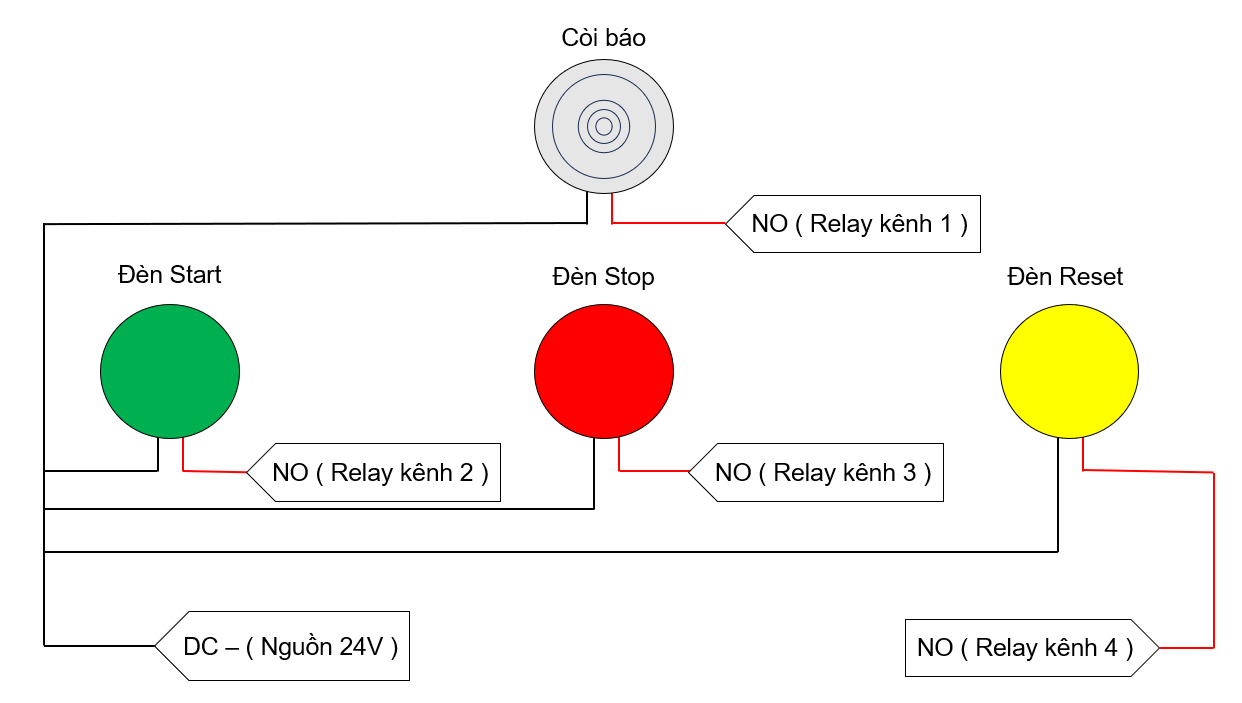 Còi báo
NO ( Relay kênh 1 )
Đèn Start
Đèn Stop
Đèn Reset
NO ( Relay kênh 2 )
NO ( Relay kênh 3 )
DC – ( Nguồn 24V )
NO ( Relay kênh 4 )